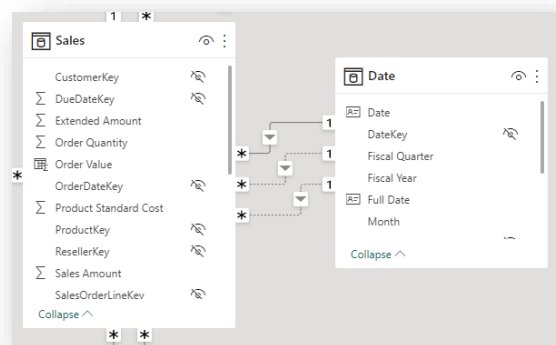 1 *
Sales
CustomerKey
DueDateKey
Σ Extended Amount
Σ Order Quantity
Order Value
OrderDateKey
Σ Product Standard Cost
ProductKey
ResellerKey
Σ Sales Amount
SalesOrderLineKey
Collapse
*
* 1
* 1
* 1
Date
Date
DateKey
Fiscal Quarter
Fiscal Year
Full Date
Month
Collapse
* *